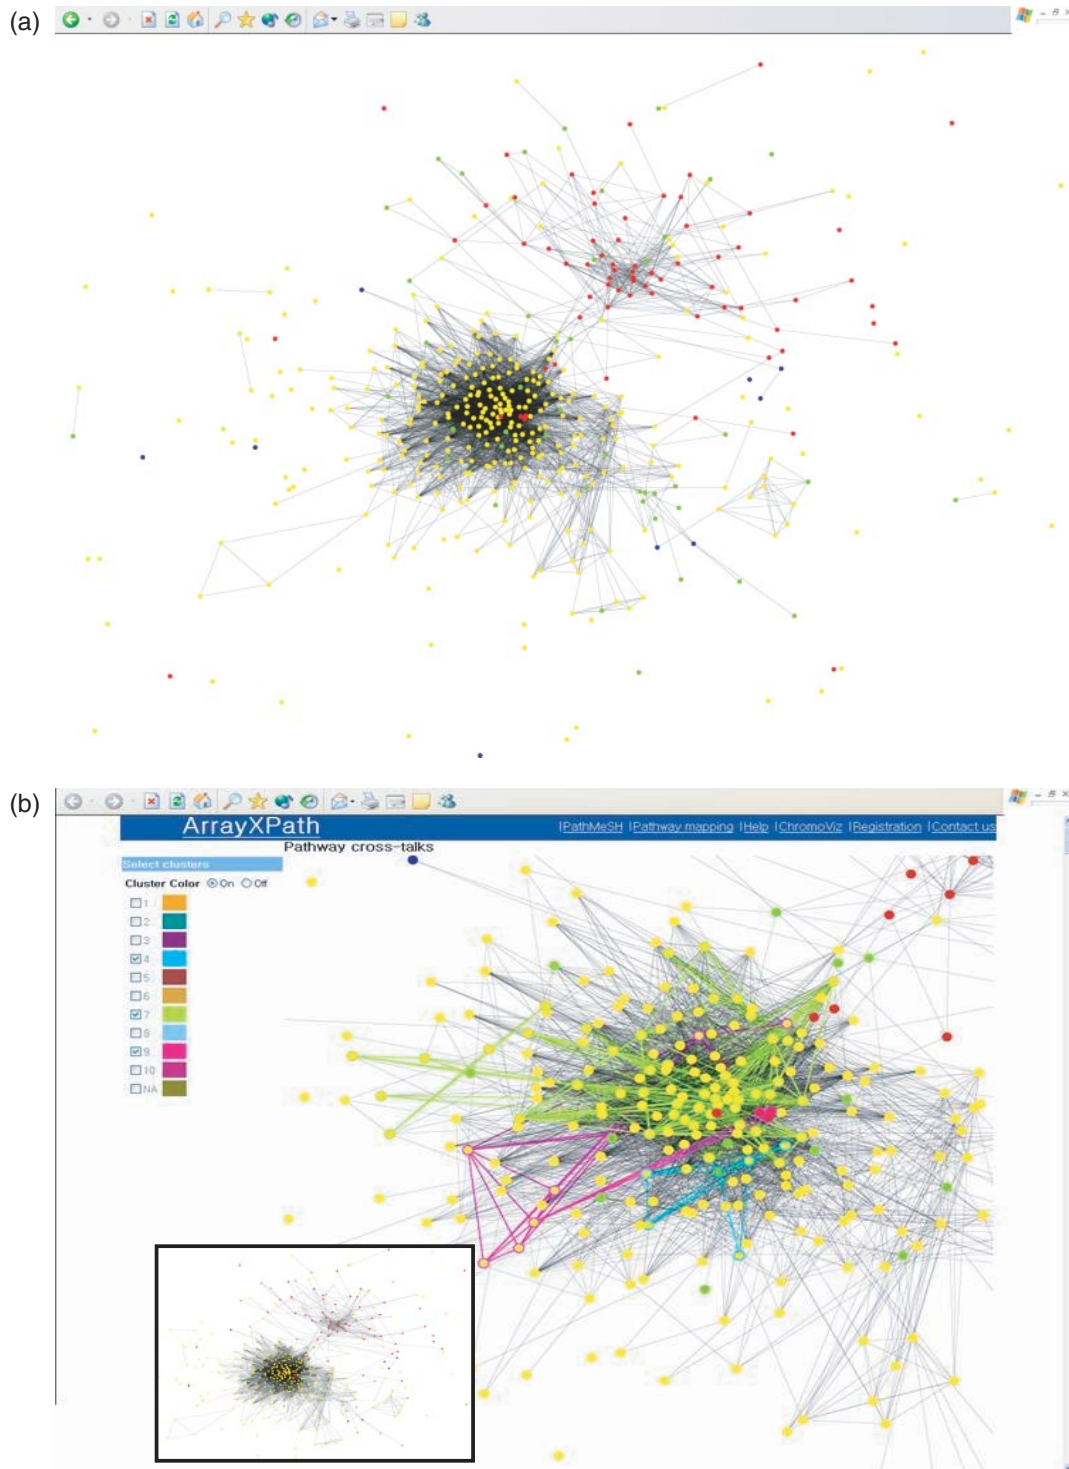 (a)
(b)
ArrayXPath
|PathMeSH |Pathway mapping |Help |ChromoViz |Registration |Contact us
Pathway cross-talks
Select clusters
Cluster Color On Off
1
2
3
4
5
6
7
8
9
10
NA